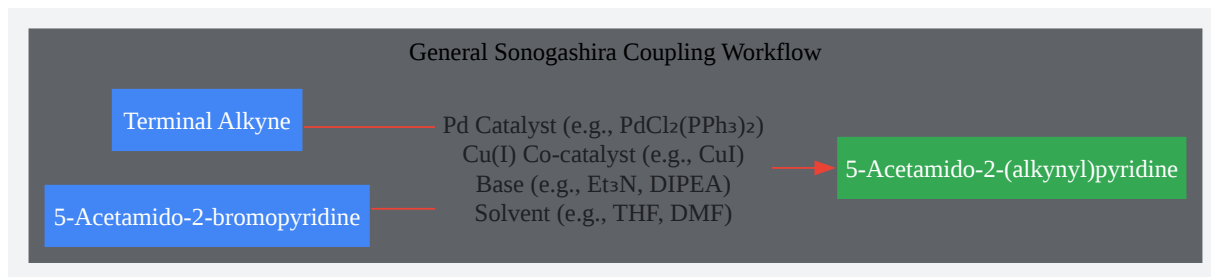 General Sonogashira Coupling Workflow
Terminal Alkyne
5-Acetamido-2-bromopyridine
Pd Catalyst (e.g., PdCl₂(PPh₃)₂)
Cu(I) Co-catalyst (e.g., CuI)
Base (e.g., Et₃N, DIPEA)
Solvent (e.g., THF, DMF)
5-Acetamido-2-(alkynyl)pyridine